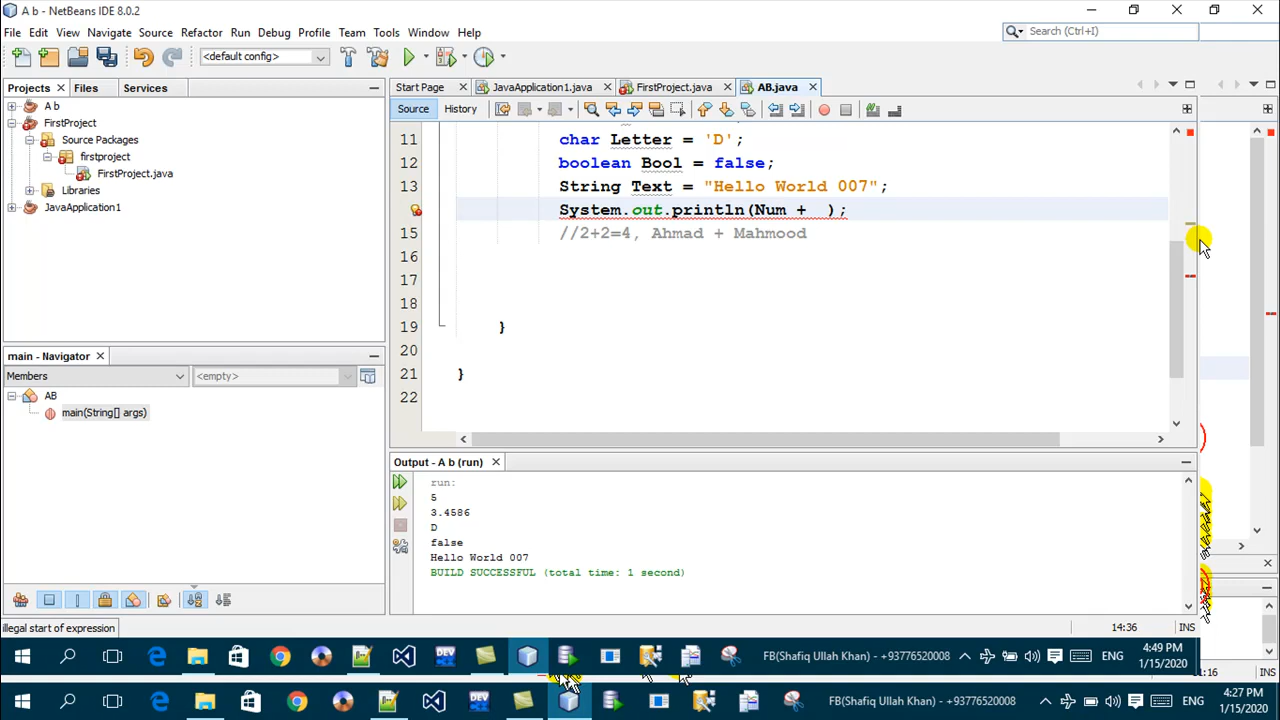 A b - NetBeans IDE 8.0.2
File Edit View Navigate Source Refactor Run Debug Profile Team Tools Window Help
Search (Ctrl+I)
<default config>
Projects Files Services
Start Page JavaApplication1.java FirstProject.java AB.java
Source History
A b
FirstProject
Source Packages
firstproject
FirstProject.java
Libraries
JavaApplication1
11 char Letter = 'D';
12 boolean Bool = false;
13 String Text = "Hello World 007";
System.out.println(Num + );
15 //2+2=4, Ahmad + Mahmood
16
17
18
19 }
20
21 }
22
main - Navigator
Members <empty>
AB
main(String[] args)
Output - A b (run)
run:
5
3.4586
D
false
Hello World 007
BUILD SUCCESSFUL (total time: 1 second)
illegal start of expression
14:36 INS
FB(Shafiq Ullah Khan) - +93776520008 ENG 4:49 PM
1/15/2020
11:16 INS
FB(Shafiq Ullah Khan) - +93776520008 ENG 4:27 PM
1/15/2020